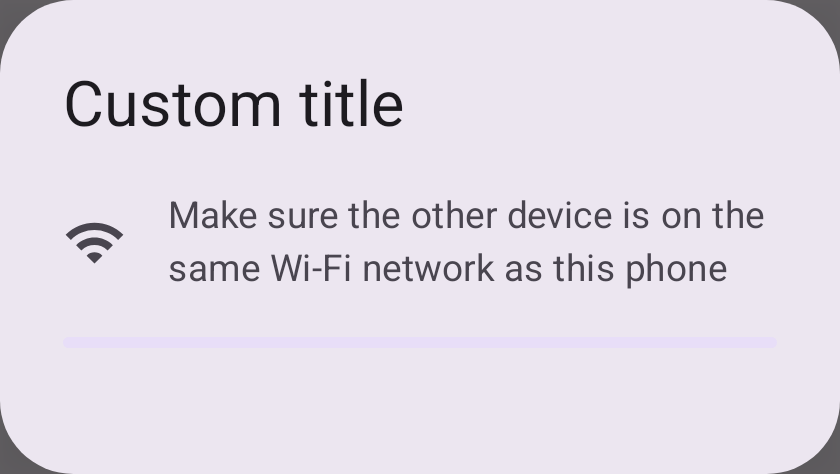 Custom title
Make sure the other device is on the
same Wi-Fi network as this phone